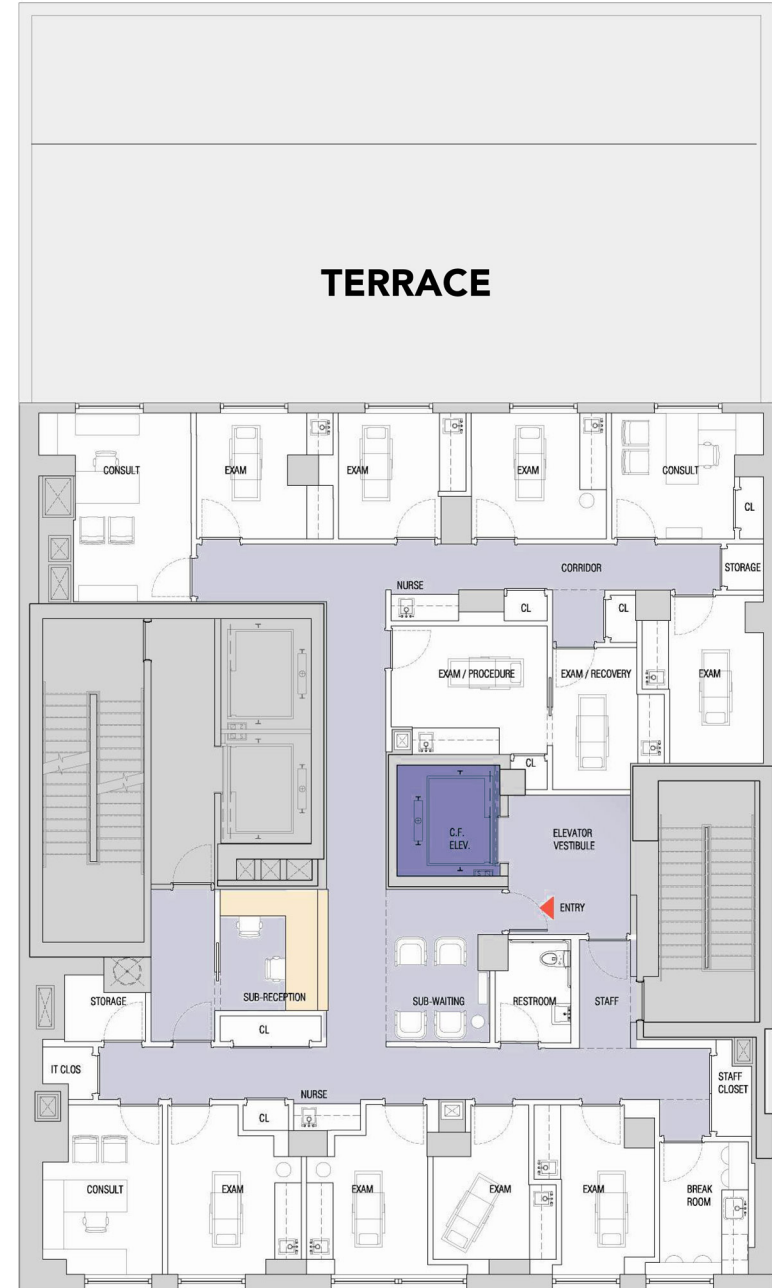 TERRACE
CONSULT
EXAM
EXAM
EXAM
CONSULT
CL
CORRIDOR
STORAGE
NURSE
CL
CL
EXAM / PROCEDURE
EXAM / RECOVERY
EXAM
CL
C.F.
ELEV.
ELEVATOR
VESTIBULE
ENTRY
STORAGE
SUB-RECEPTION
SUB-WAITING
RESTROOM
STAFF
CL
IT CLOS
STAFF
CLOSET
NURSE
CL
CONSULT
EXAM
EXAM
EXAM
EXAM
BREAK
ROOM